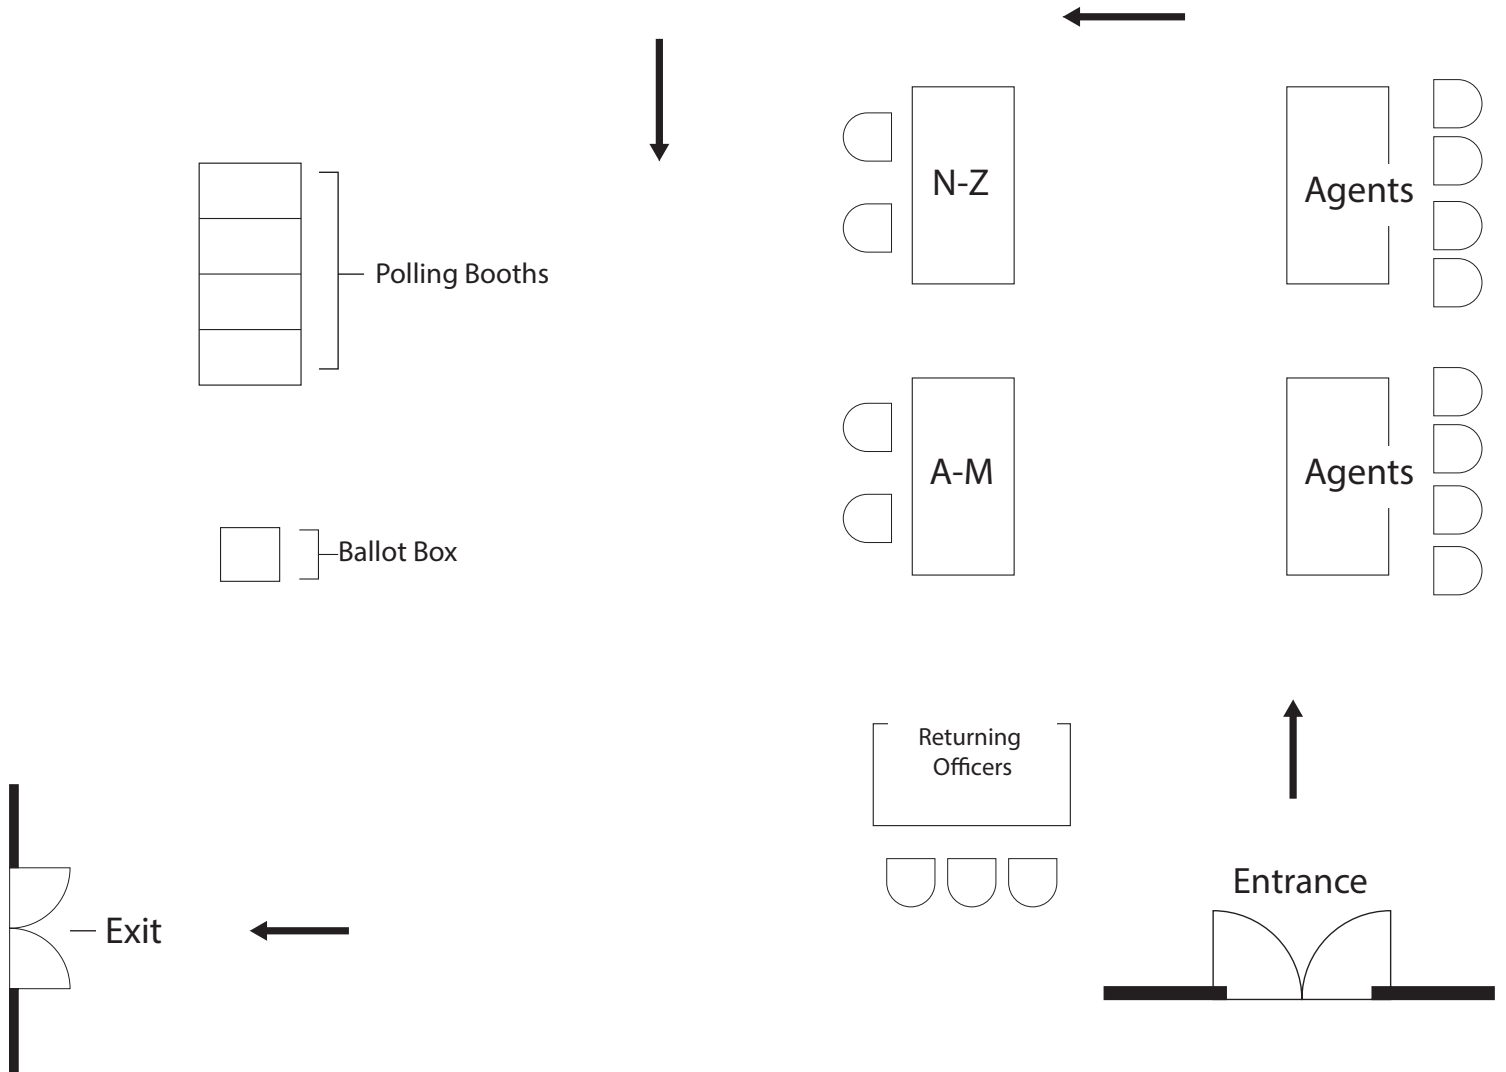 N-Z
Agents
Polling Booths
A-M
Agents
Ballot Box
Returning
Officers
Entrance
Exit